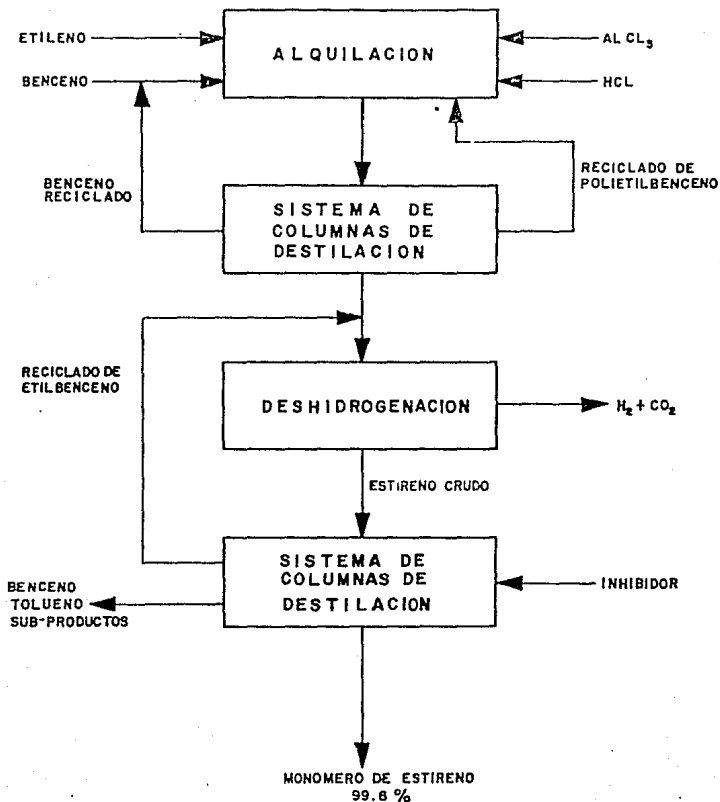 ETILENO
BENCENO
ALQUILACION
AL CL₃
HCL
BENCENO
RECICLADO
RECICLADO DE
POLIETILBENCENO
SISTEMA DE
COLUMNAS DE
DESTILACION
RECICLADO DE
ETILBENCENO
DESHIDROGENACION
H₂ + CO₂
ESTIRENO CRUDO
SISTEMA DE
COLUMNAS DE
DESTILACION
INHIBIDOR
BENCENO
TOLUENO
SUB-PRODUCTOS
MONOMERO DE ESTIRENO
99.6 %